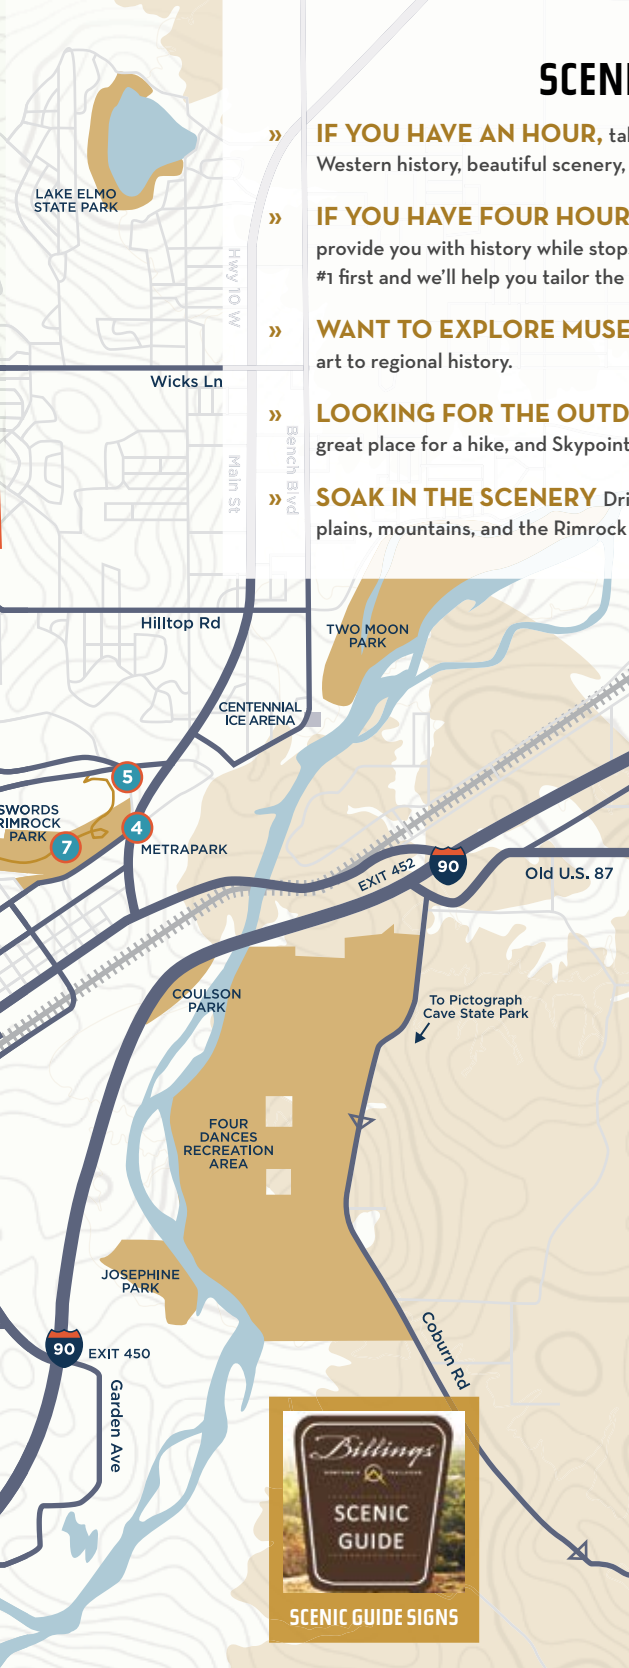 SCENI
» IF YOU HAVE AN HOUR, tal
Western history, beautiful scenery,
» IF YOU HAVE FOUR HOUR
provide you with history while stop
#1 first and we'll help you tailor the
» WANT TO EXPLORE MUSE
art to regional history.
» LOOKING FOR THE OUTD
great place for a hike, and Skypoint
» SOAK IN THE SCENERY Dri
plains, mountains, and the Rimrock
LAKE ELMO
STATE PARK
Hwy 10 W
Wicks Ln
Main St
Bench Blvd
Hilltop Rd
TWO MOON
PARK
CENTENNIAL
ICE ARENA
5
SWORDS
RIMROCK
PARK
7
4
METRAPARK
EXIT 452
90
Old U.S. 87
COULSON
PARK
To Pictograph
Cave State Park
FOUR
DANCES
RECREATION
AREA
JOSEPHINE
PARK
90
EXIT 450
Garden Ave
Coburn Rd
Billings
SCENIC
GUIDE
SCENIC GUIDE SIGNS